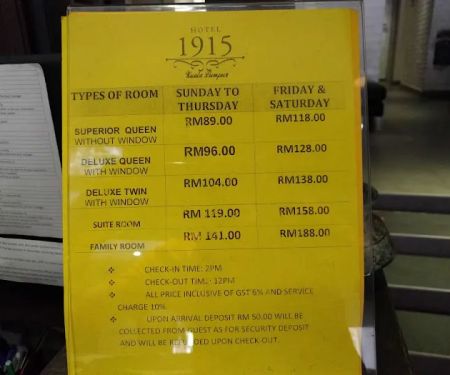 HOTEL
1915
Kuala Lumpur
TYPES OF ROOM SUNDAY TO THURSDAY FRIDAY & SATURDAY
SUPERIOR QUEEN WITHOUT WINDOW RM89.00 RM118.00
DELUXE QUEEN WITH WINDOW RM96.00 RM128.00
DELUXE TWIN WITH WINDOW RM104.00 RM138.00
SUITE ROOM RM 119.00 RM158.00
FAMILY ROOM RM 141.00 RM188.00
❖ CHECK-IN TIME: 2PM
❖ CHECK-OUT TIME: 12PM
❖ ALL PRICE INCLUSIVE OF GST 6% AND SERVICE
CHARGE 10%.
❖ UPON ARRIVAL DEPOSIT RM 50.00 WILL BE
COLLECTED FROM GUEST AS FOR SECURITY DEPOSIT
AND WILL BE REFUNDED UPON CHECK-OUT.